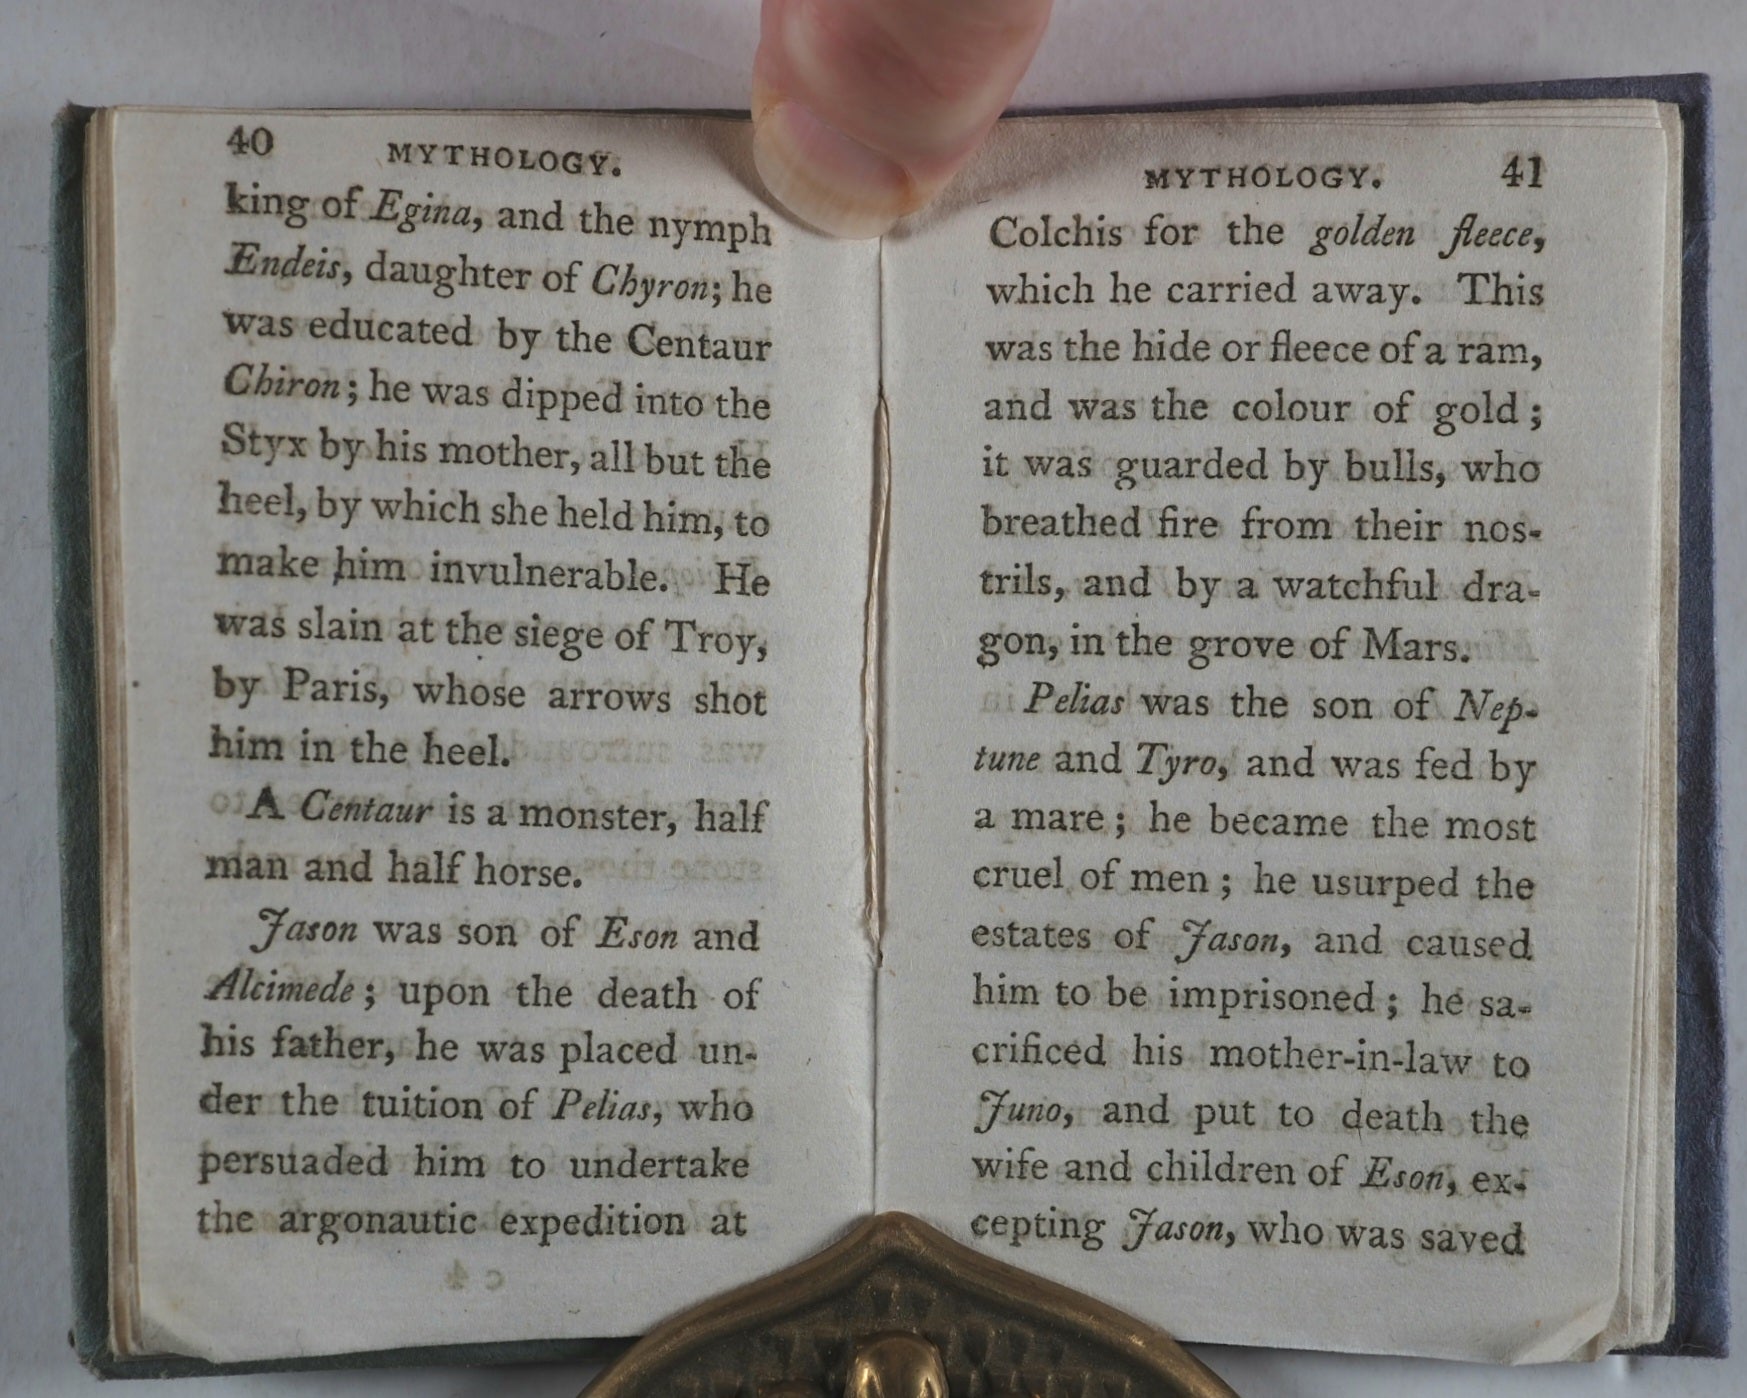 40 MYTHOLOGY.
king of Egina, and the nymph
Endeis, daughter of Chyron; he
was educated by the Centaur
Chiron; he was dipped into the
Styx by his mother, all but the
heel, by which she held him, to
make him invulnerable. He
was slain at the siege of Troy,
by Paris, whose arrows shot
him in the heel.
A Centaur is a monster, half
man and half horse.
Jason was son of Eson and
Alcimede; upon the death of
his father, he was placed un-
der the tuition of Pelias, who
persuaded him to undertake
the argonautic expedition at
MYTHOLOGY. 41
Colchis for the golden fleece,
which he carried away. This
was the hide or fleece of a ram,
and was the colour of gold;
it was guarded by bulls, who
breathed fire from their nos-
trils, and by a watchful dra-
gon, in the grove of Mars.
Pelias was the son of Nep-
tune and Tyro, and was fed by
a mare; he became the most
cruel of men; he usurped the
estates of Jason, and caused
him to be imprisoned; he sa-
crificed his mother-in-law to
Juno, and put to death the
wife and children of Eson, ex-
cepting Jason, who was saved